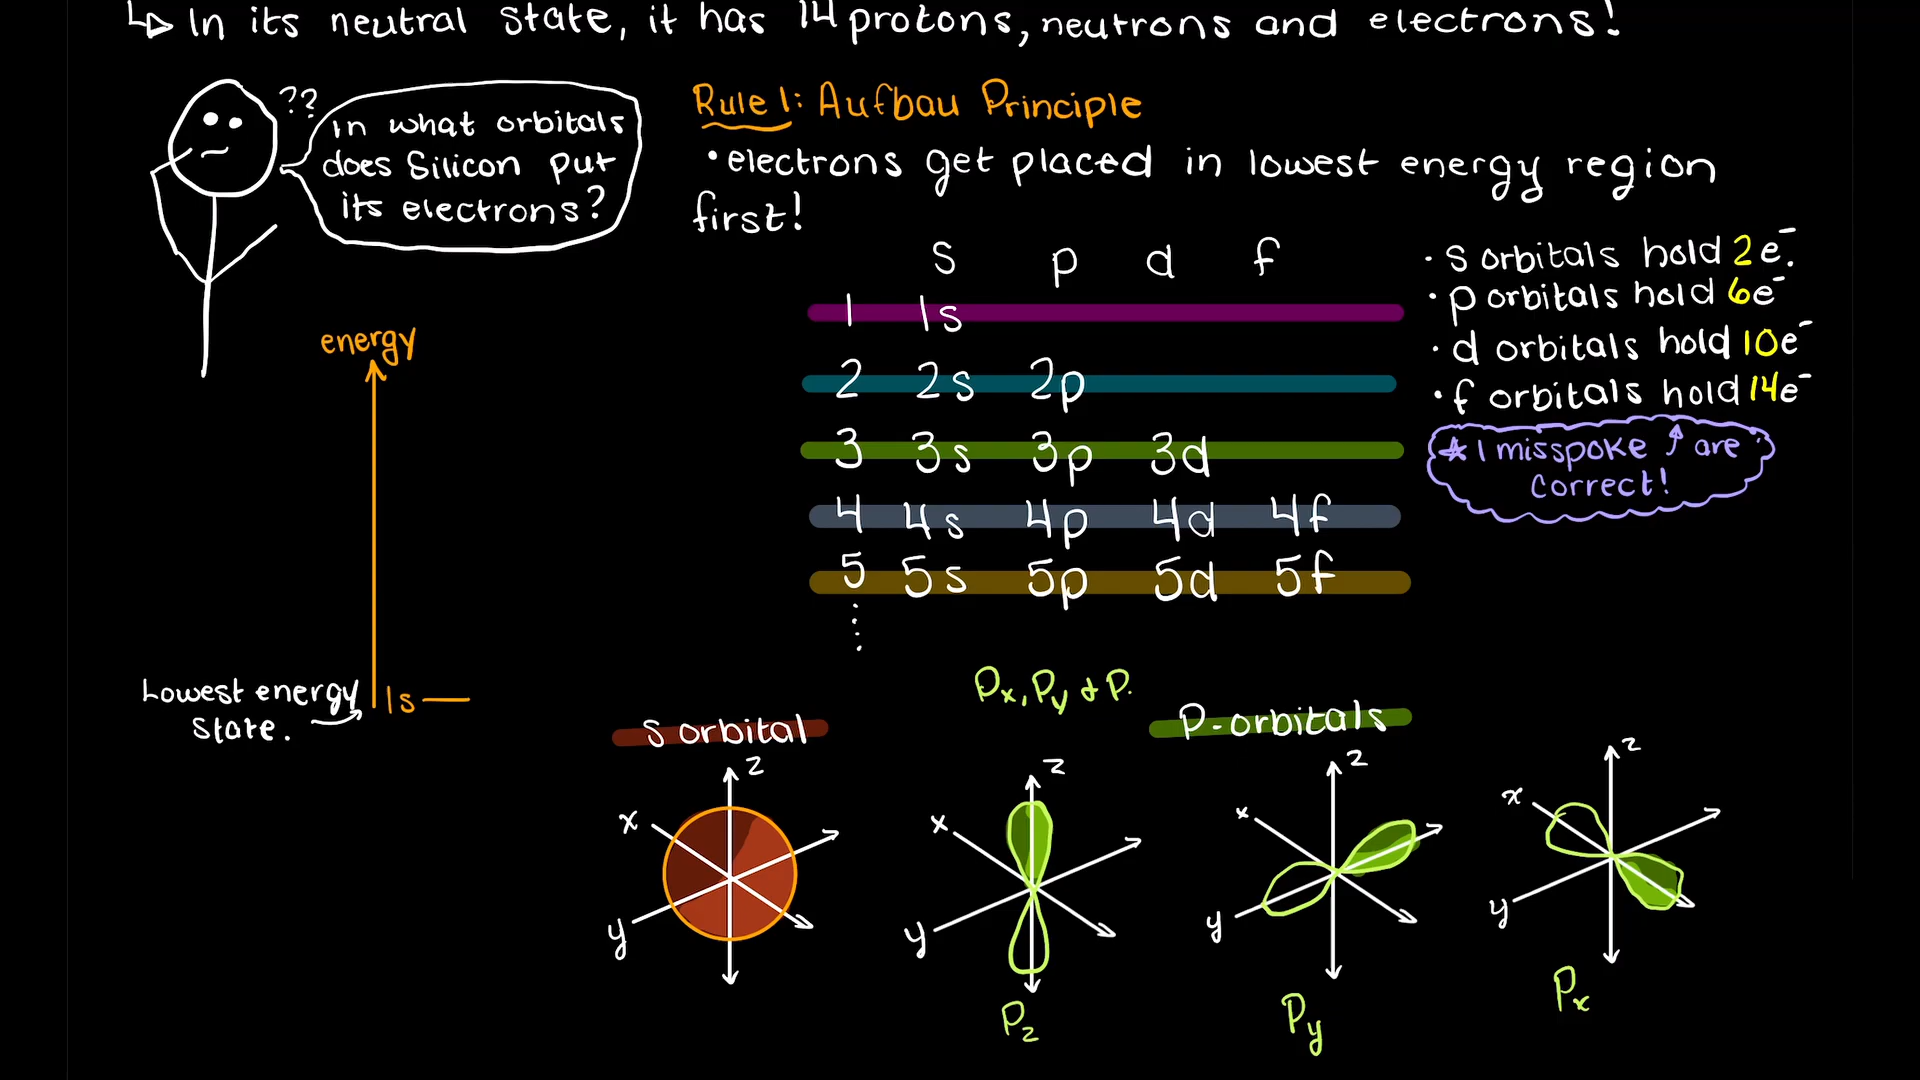 ↳ In its neutral state, it has 14 protons, neutrons and electrons!
??
In what orbitals
does Silicon put
its electrons?
Rule 1: Aufbau Principle
• electrons get placed in lowest energy region
first!
s p d f
1 1s
2 2s 2p
3 3s 3p 3d
4 4s 4p 4d 4f
5 5s 5p 5d 5f
⋮
• s orbitals hold 2e⁻.
• p orbitals hold 6e⁻
• d orbitals hold 10e⁻
• f orbitals hold 14e⁻
* I misspoke ↑ are
correct!
energy
Lowest energy
state.
1s
Px, Py & P.
S orbital
P-orbitals
z
x
y
z
x
y
Pz
z
x
y
Py
z
x
y
Px